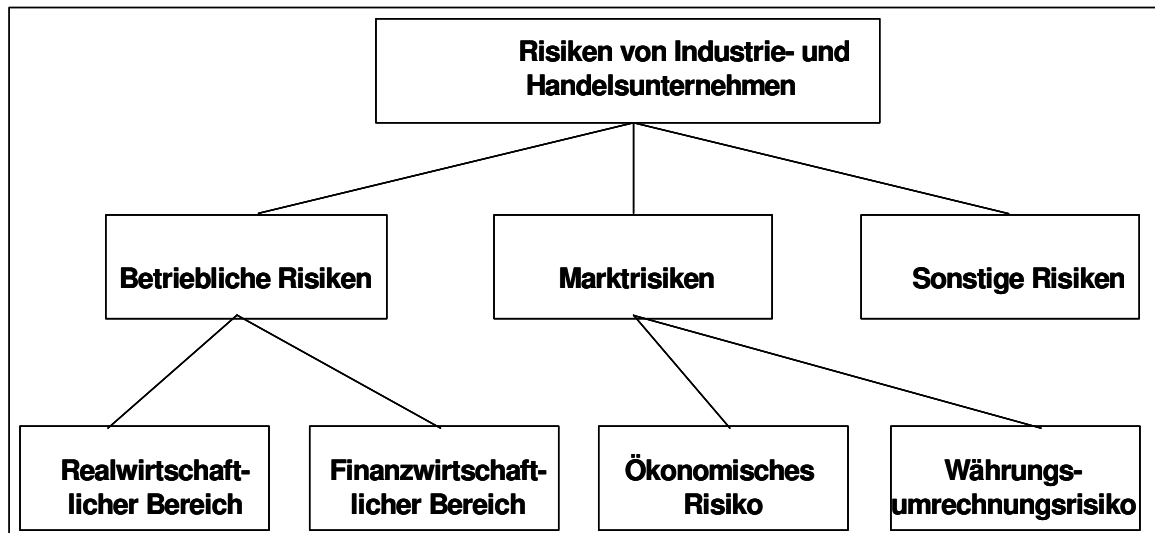 Risiken von Industrie- und
Handelsunternehmen
Betriebliche Risiken
Marktrisiken
Sonstige Risiken
Realwirtschaft-
licher Bereich
Finanzwirtschaft-
licher Bereich
Ökonomisches
Risiko
Währungs-
umrechnungsrisiko